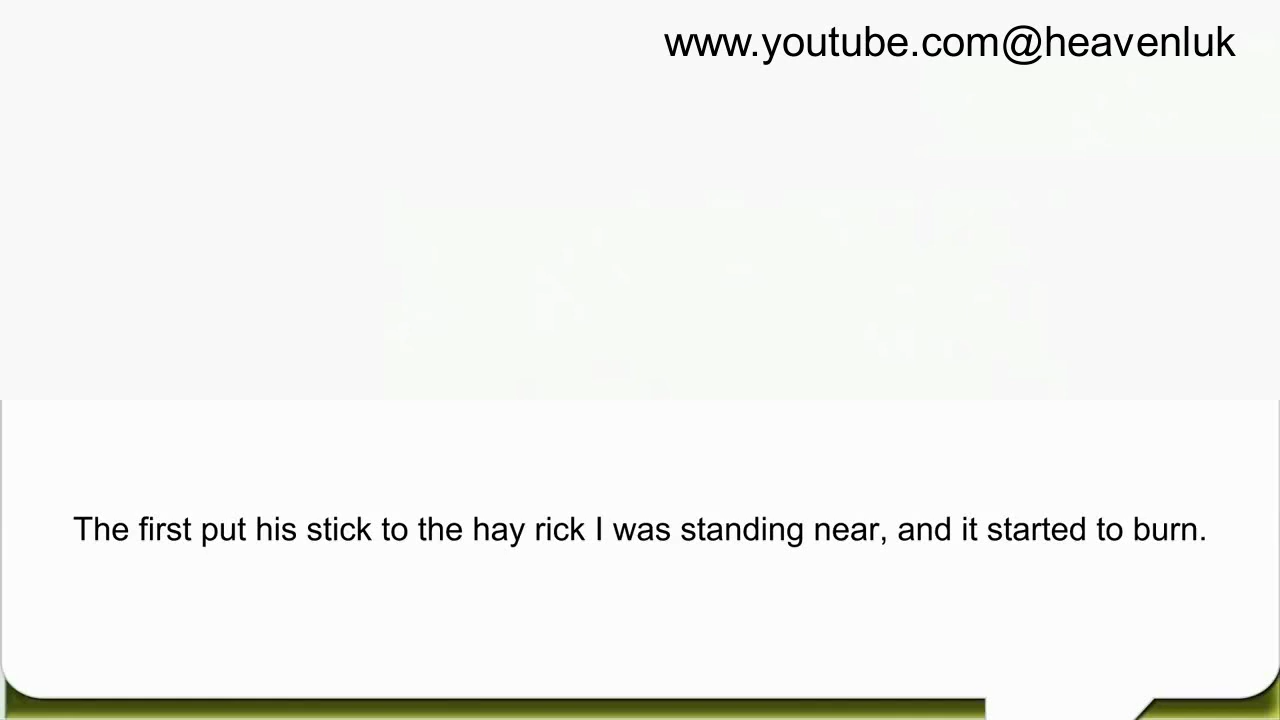 www.youtube.com@heavenluk
The first put his stick to the hay rick I was standing near, and it started to burn.